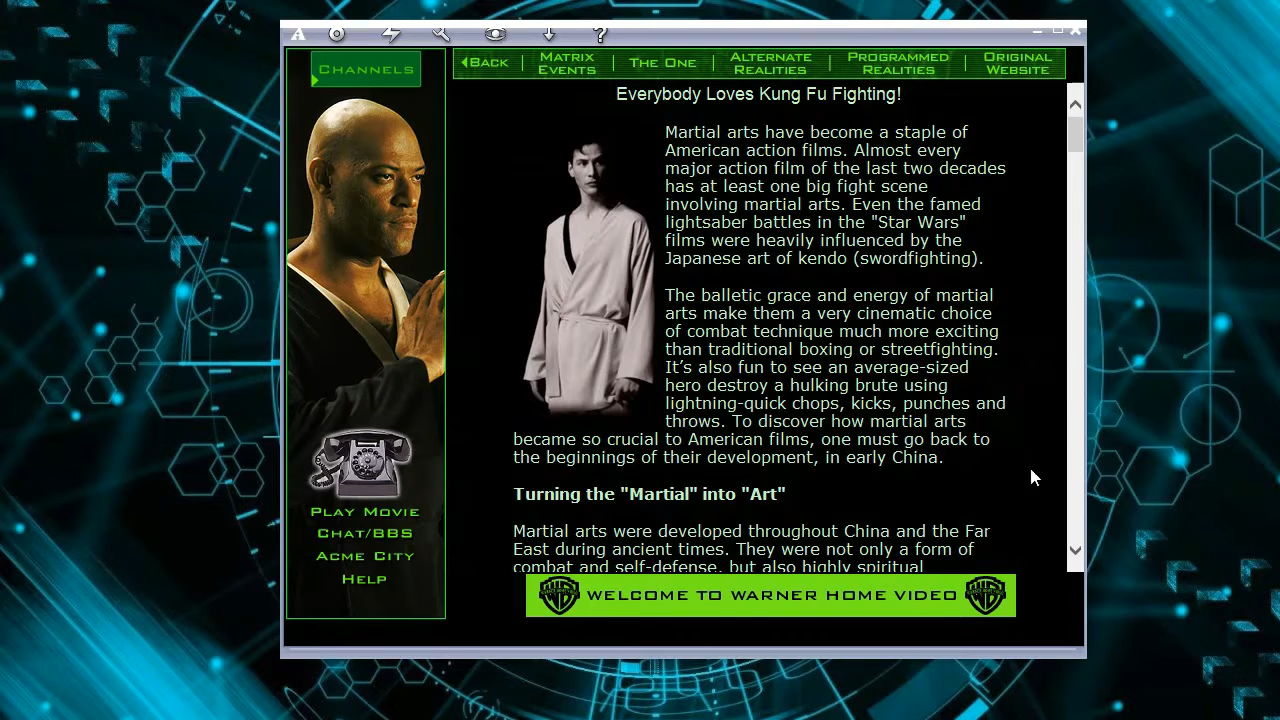 Channels
Back
Matrix Events
The One
Alternate Realities
Programmed Realities
Original Website
Everybody Loves Kung Fu Fighting!
Martial arts have become a staple of
American action films. Almost every
major action film of the last two decades
has at least one big fight scene
involving martial arts. Even the famed
lightsaber battles in the "Star Wars"
films were heavily influenced by the
Japanese art of kendo (swordfighting).
The balletic grace and energy of martial
arts make them a very cinematic choice
of combat technique much more exciting
than traditional boxing or streetfighting.
It’s also fun to see an average-sized
hero destroy a hulking brute using
lightning-quick chops, kicks, punches and
throws. To discover how martial arts
became so crucial to American films, one must go back to
the beginnings of their development, in early China.
Turning the "Martial" into "Art"
Martial arts were developed throughout China and the Far
East during ancient times. They were not only a form of
combat and self-defense, but also highly spiritual
Play Movie
Chat/BBS
Acme City
Help
WELCOME TO WARNER HOME VIDEO